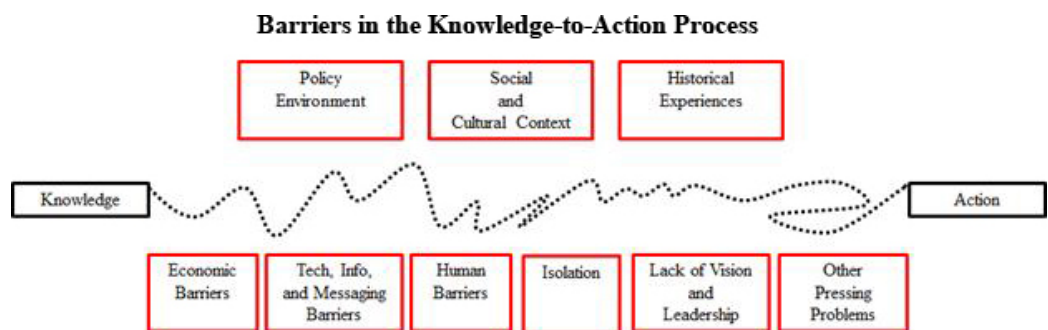 Barriers in the Knowledge-to-Action Process
Policy
Environment
Social
and
Cultural Context
Historical
Experiences
Knowledge
Action
Economic
Barriers
Tech, Info,
and Messaging
Barriers
Human
Barriers
Isolation
Lack of Vision
and
Leadership
Other
Pressing
Problems